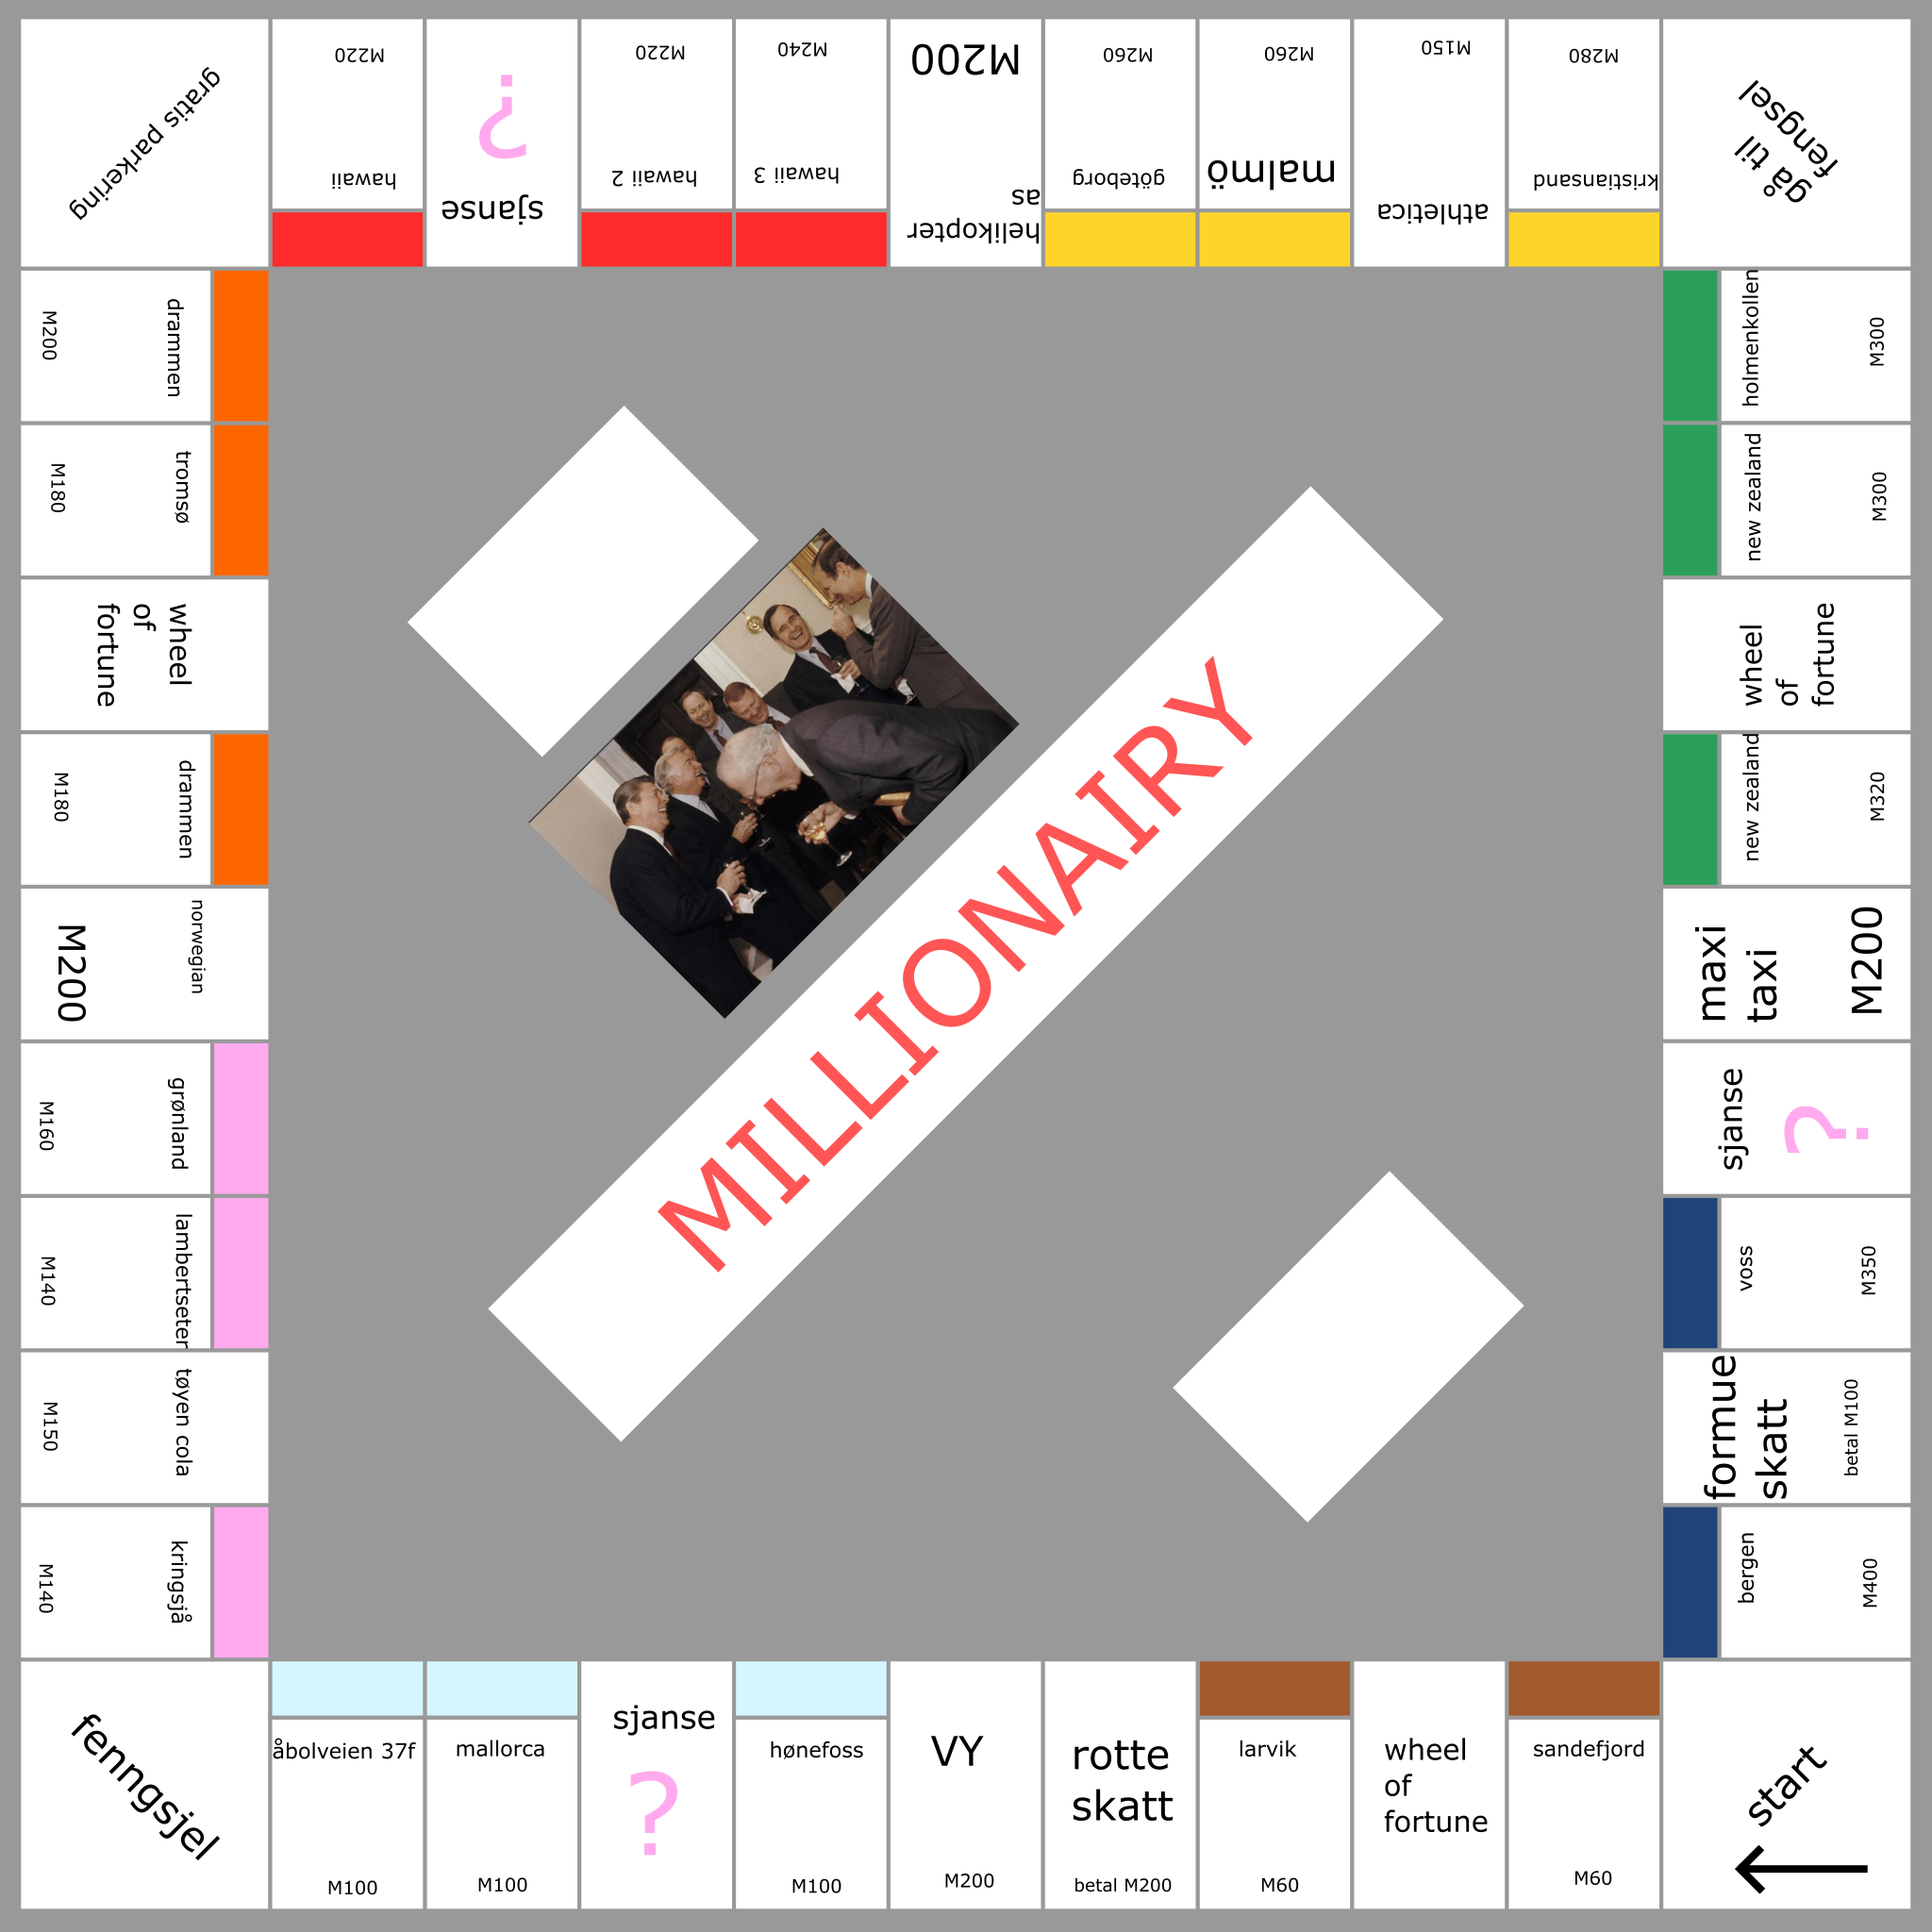 gratis parkering
M220
hawaii
?
sjanse
M220
hawaii 2
M240
hawaii 3
M200
helikopter
as
M260
göteborg
M260
malmö
M150
athletica
M280
kristiansand
gå til
fengsel
holmenkollen
M300
new zealand
M300
wheel
of
fortune
new zealand
M320
maxi
taxi
M200
sjanse
?
voss
M350
formue
skatt
betal M100
bergen
M400
start
sandefjord
M60
wheel
of
fortune
larvik
M60
rotte
skatt
betal M200
VY
M200
hønefoss
M100
sjanse
?
mallorca
M100
åbolveien 37f
M100
fenngsjel
kringsjå
M140
tøyen cola
M150
lambertseter
M140
grønland
M160
norwegian
M200
drammen
M180
wheel
of
fortune
tromsø
M180
drammmen
M200
MILLIONAIRY